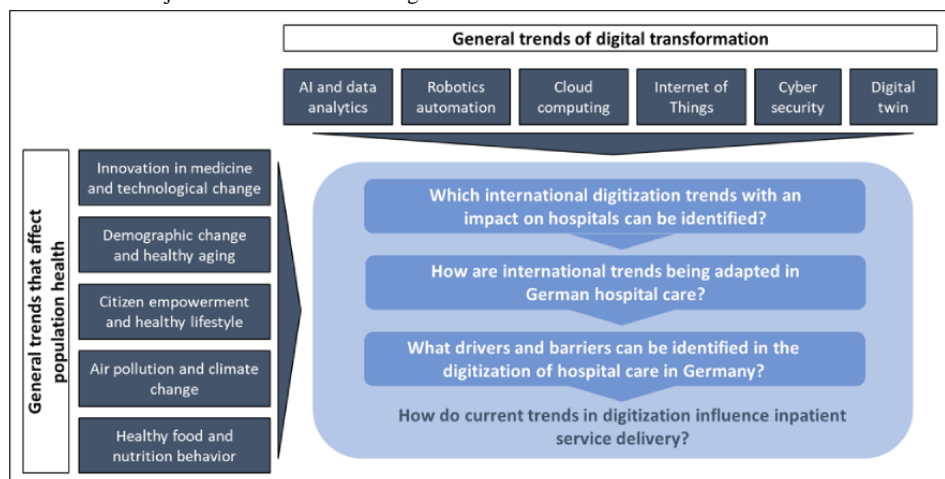 General trends of digital transformation
AI and data
analytics
Robotics
automation
Cloud
computing
Internet of
Things
Cyber
security
Digital
twin
General trends that affect
population health
Innovation in medicine
and technological change
Demographic change
and healthy aging
Citizen empowerment
and healthy lifestyle
Air pollution and climate
change
Healthy food and
nutrition behavior
Which international digitization trends with an
impact on hospitals can be identified?
How are international trends being adapted in
German hospital care?
What drivers and barriers can be identified in the
digitization of hospital care in Germany?
How do current trends in digitization influence inpatient
service delivery?